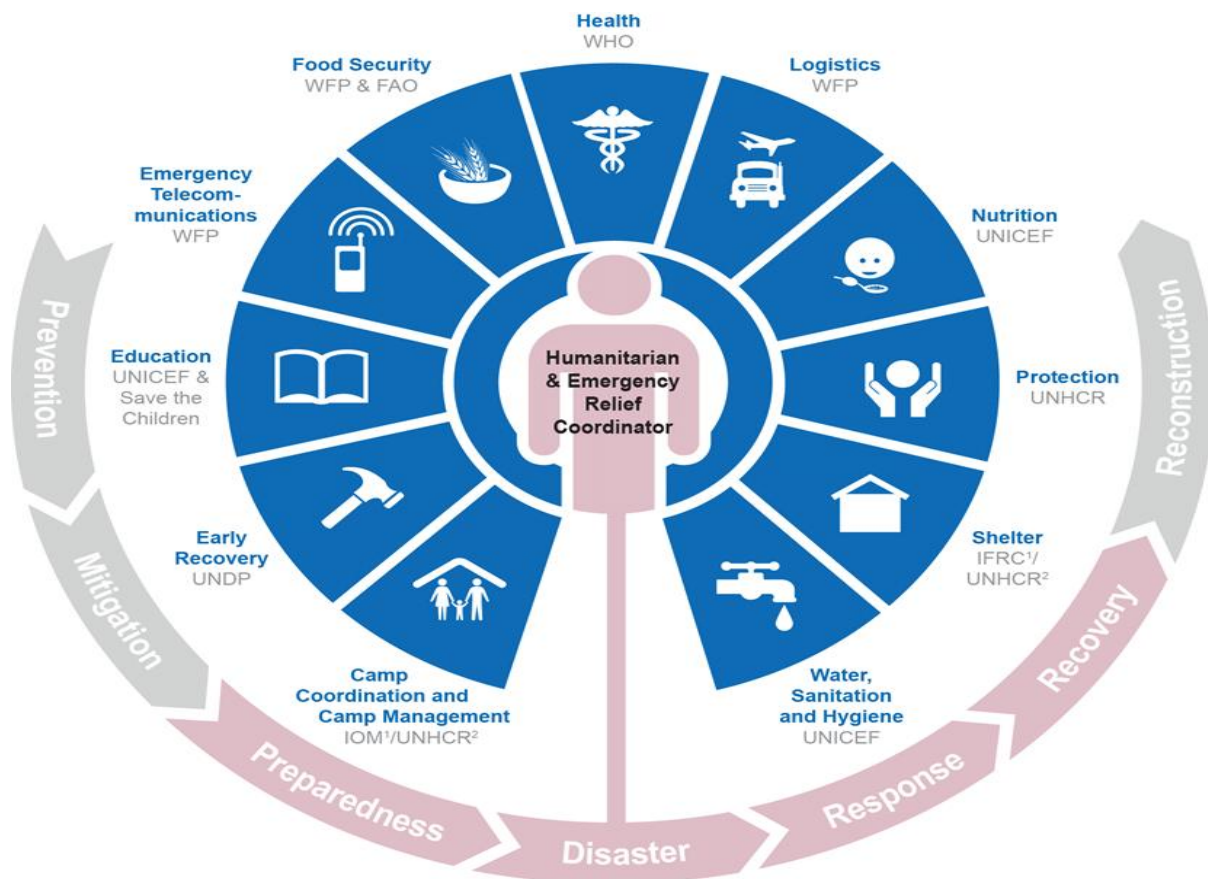 Health
WHO
Logistics
WFP
Food Security
WFP & FAO
Emergency
Telecom-
munications
WFP
Nutrition
UNICEF
Education
UNICEF &
Save the
Children
Humanitarian
& Emergency
Relief
Coordinator
Protection
UNHCR
Early
Recovery
UNDP
Shelter
IFRC¹/
UNHCR²
Camp
Coordination and
Camp Management
IOM¹/UNHCR²
Water,
Sanitation
and Hygiene
UNICEF
Prevention
Mitigation
Preparedness
Disaster
Response
Recovery
Reconstruction